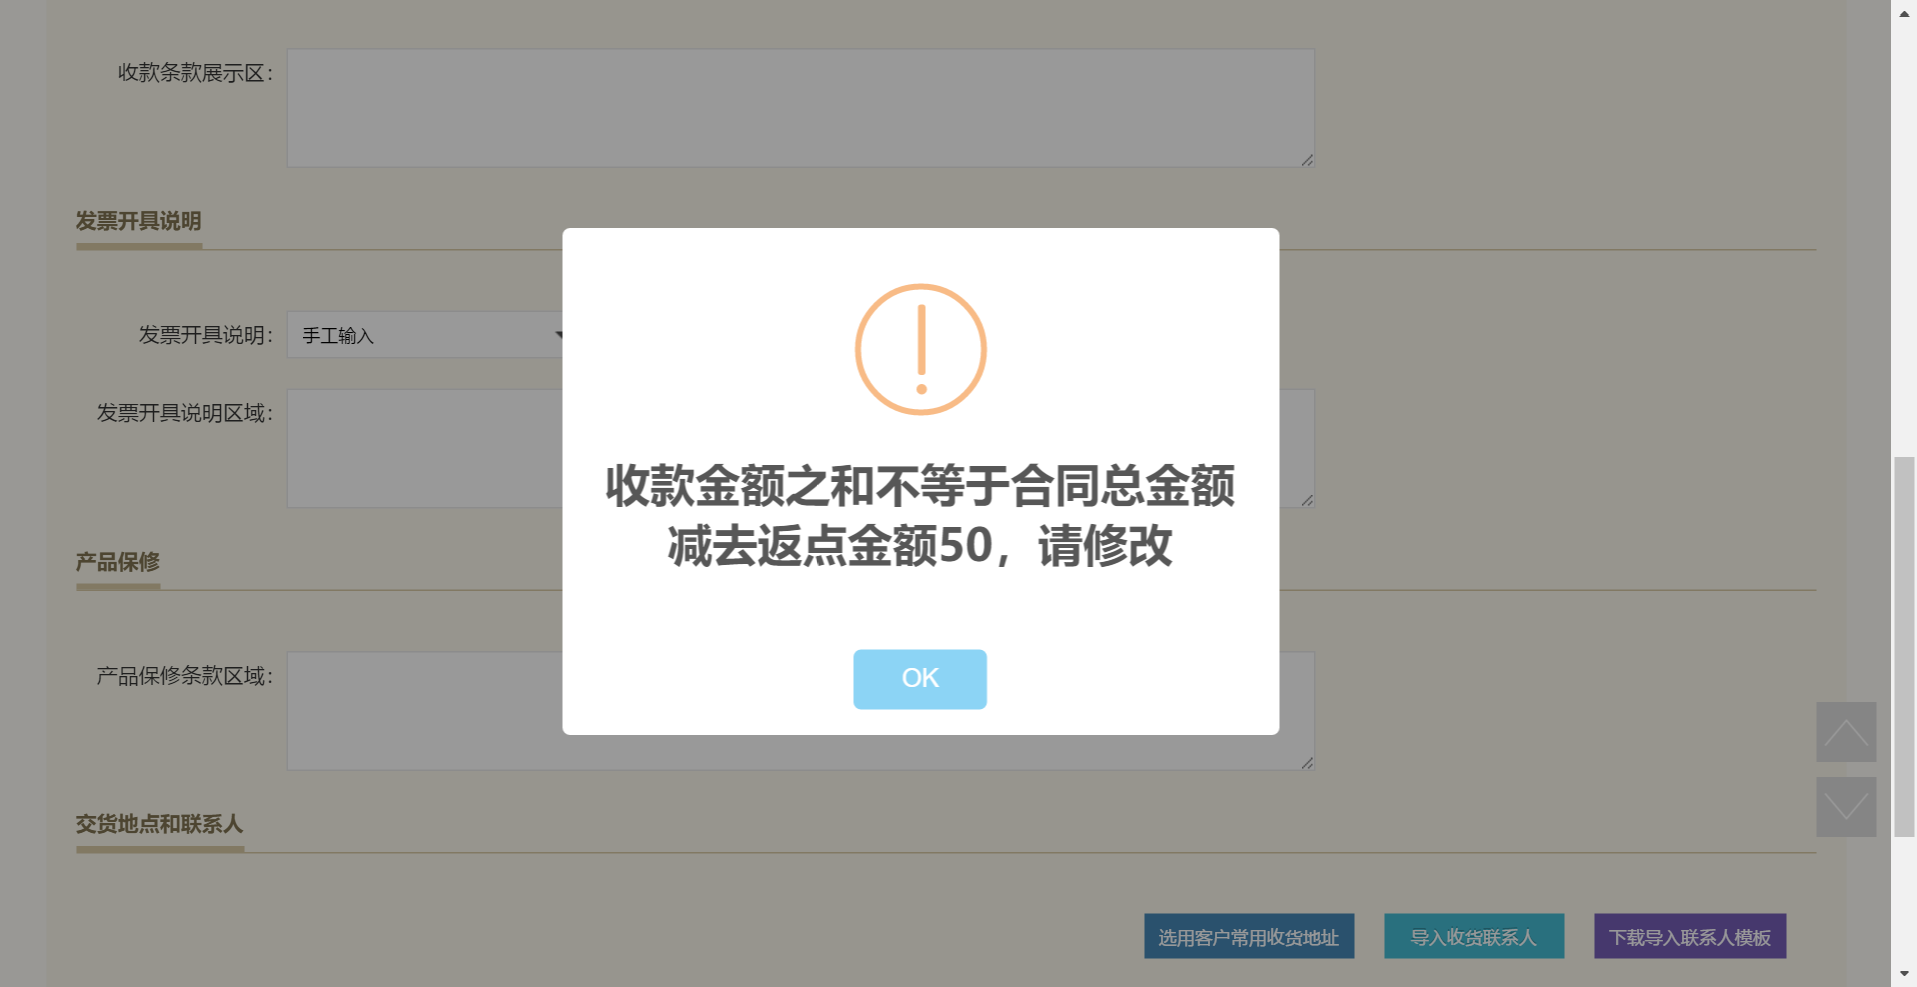 收款条款展示区：
发票开具说明
发票开具说明：
手工输入
发票开具说明区域：
收款金额之和不等于合同总金额
减去返点金额50，请修改
OK
产品保修
产品保修条款区域：
交货地点和联系人
选用客户常用收货地址
导入收货联系人
下载导入联系人模板